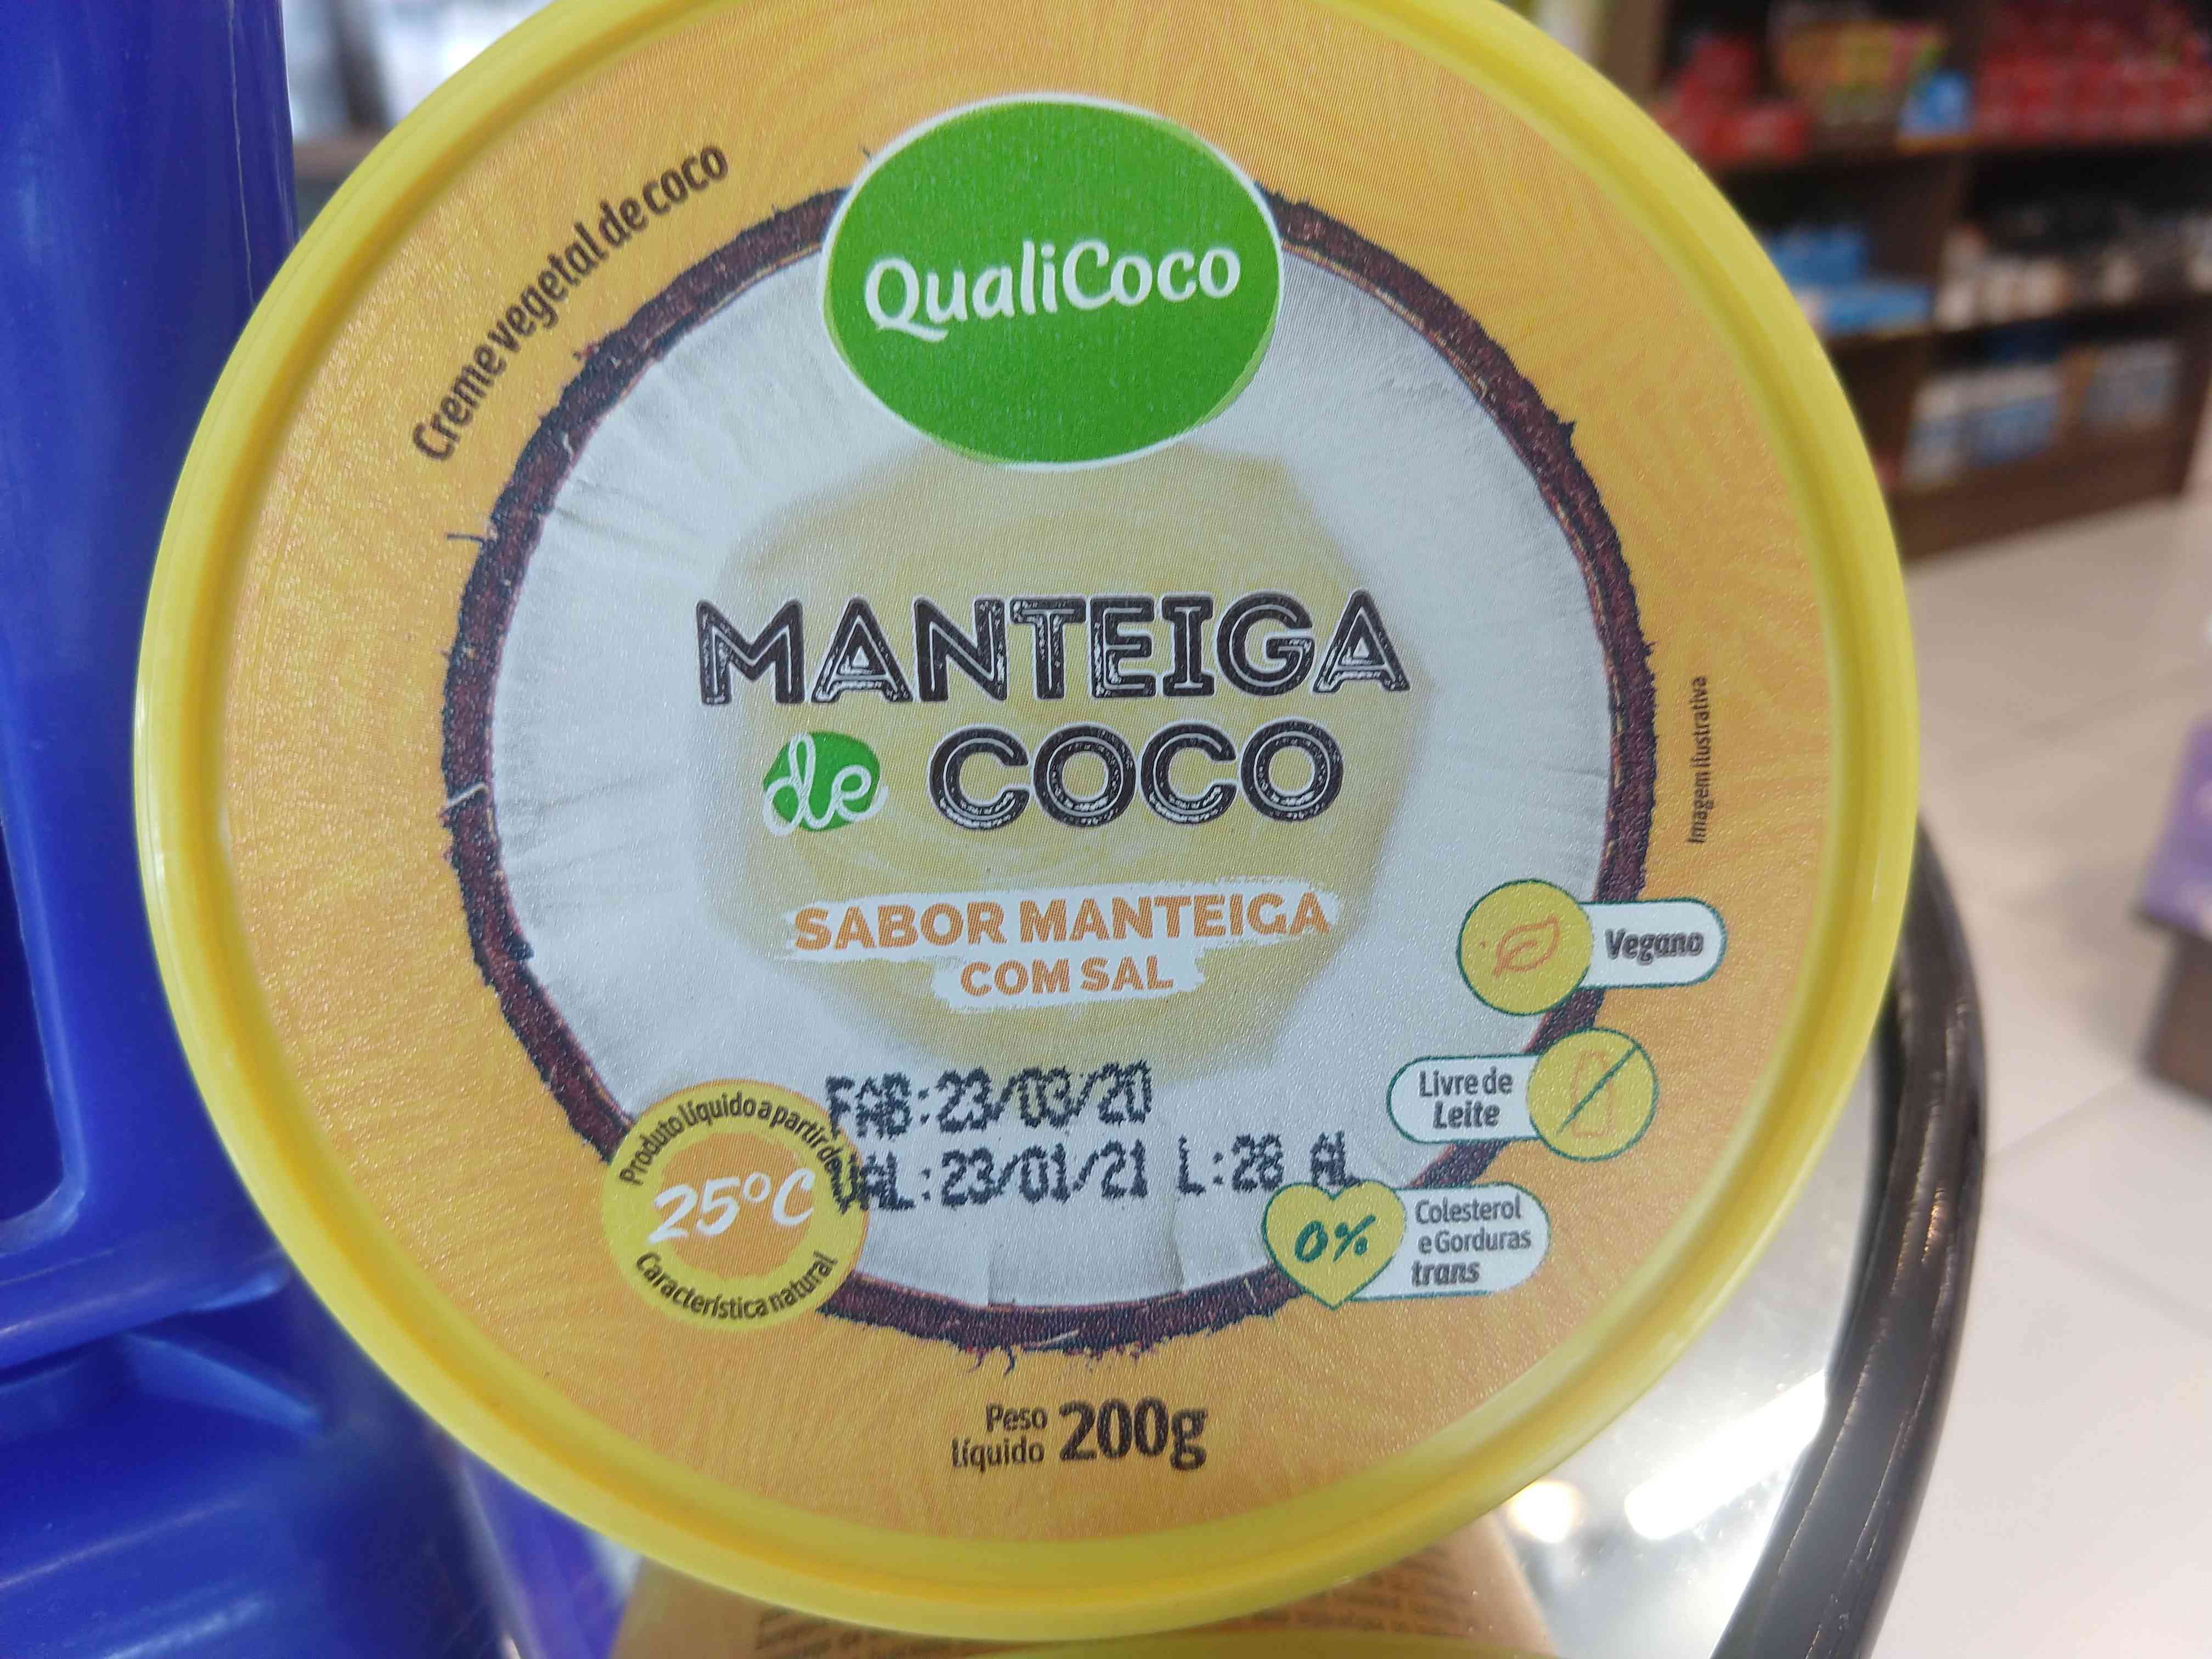 Creme vegetal de coco
QualiCoco
MANTEIGA
de COCO
SABOR MANTEIGA
COM SAL
Imagem ilustrativa
Vegano
Livre de
Leite
FAB:23/03/20
VAL:23/01/21 L:28 AL
Produto líquido a partir de
25°C
Característica natural
0%
Colesterol
e Gorduras
trans
Peso
líquido 200g